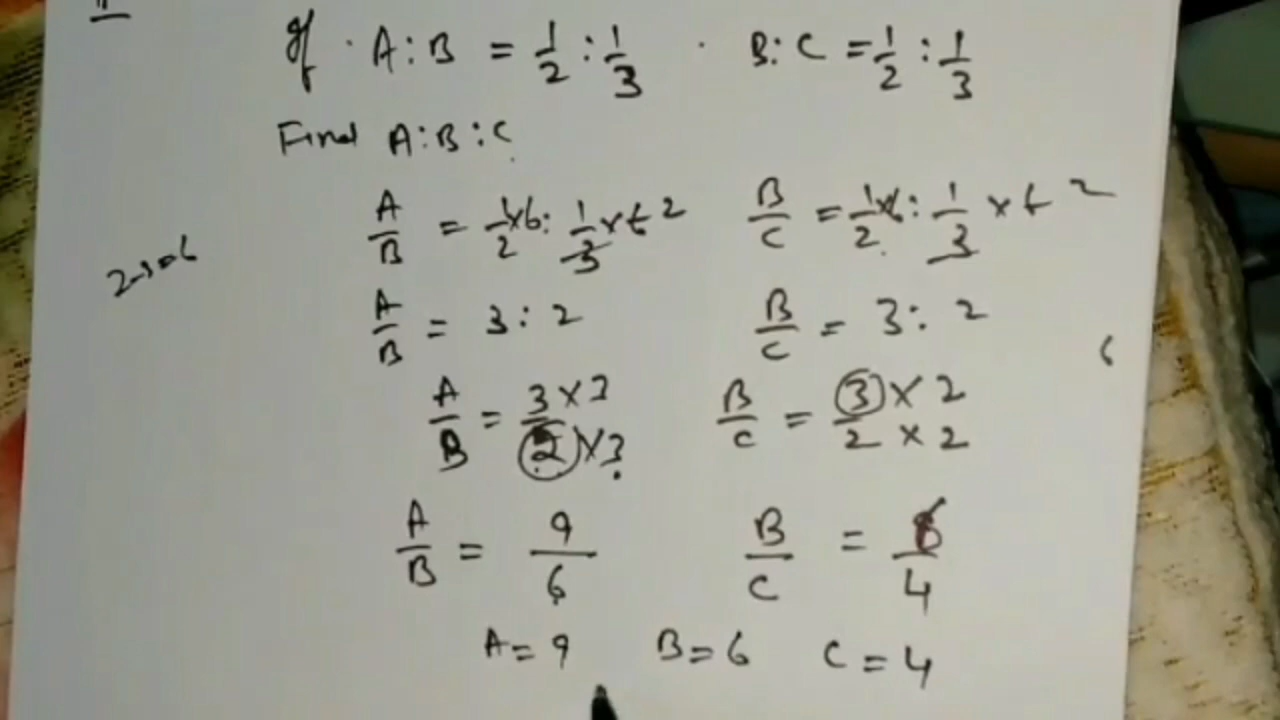 If A:B = 1/2 : 1/3 B:C = 1/2 : 1/3
Find A:B:C
A/B = 1/2×6: 1/3×6 2 B/C = 1/2×6: 1/3×6 2
A/B = 3:2 B/C = 3:2
A/B = 3×3/2×3 B/C = 3×2/2×2
A/B = 9/6 B/C = 6/4
A=9 B=6 C=4